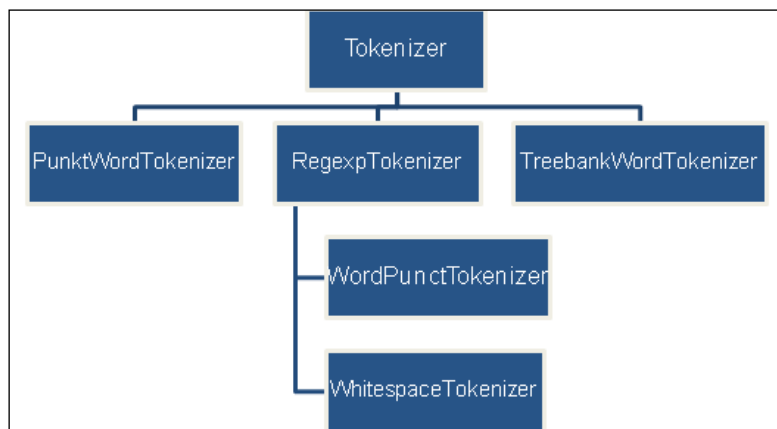 Tokenizer
PunktWordTokenizer
RegexpTokenizer
TreebankWordTokenizer
WordPunctTokenizer
WhitespaceTokenizer